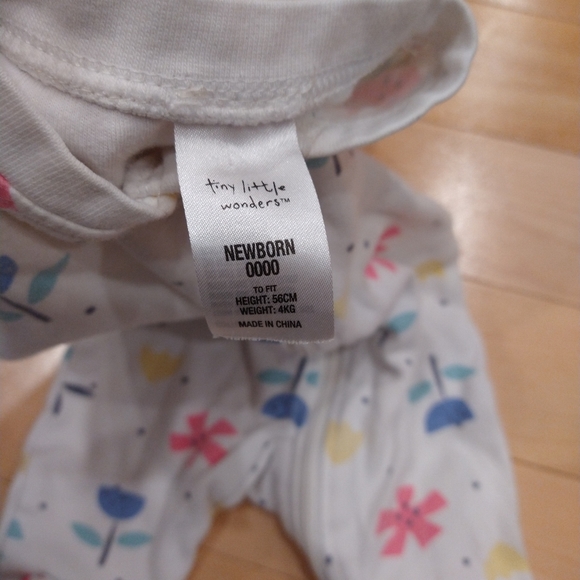 tiny little
wonders™
NEWBORN
0000
TO FIT
HEIGHT: 56CM
WEIGHT: 4KG
MADE IN CHINA